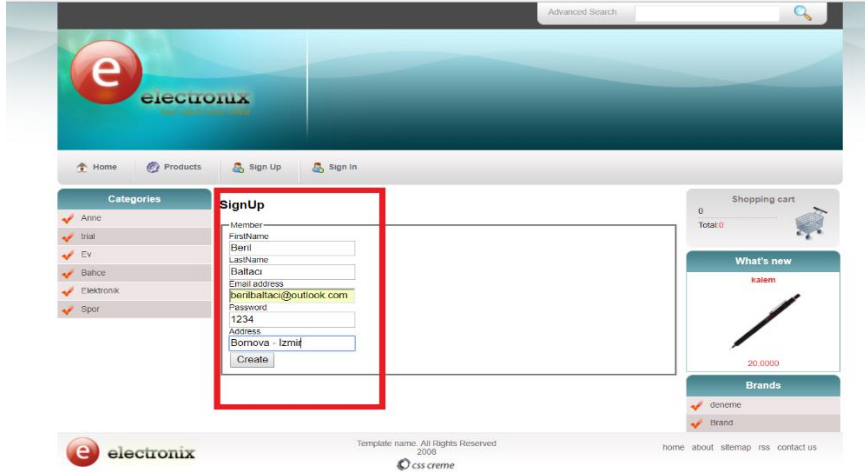 Advanced Search
e
electronix
Home
Products
Sign Up
Sign In
Categories
Anne
trial
Ev
Bahce
Elektronik
Spor
SignUp
Member
FirstName
Beril
LastName
Baltacı
Email address
berilbaltaci@outlook.com
Password
1234
Address
Bornova - Izmir
Create
Shopping cart
0
Total:0
What's new
kalem
20,0000
Brands
deneme
Brand
e
electronix
Template name. All Rights Reserved
2008
css creme
home about sitemap rss contact us